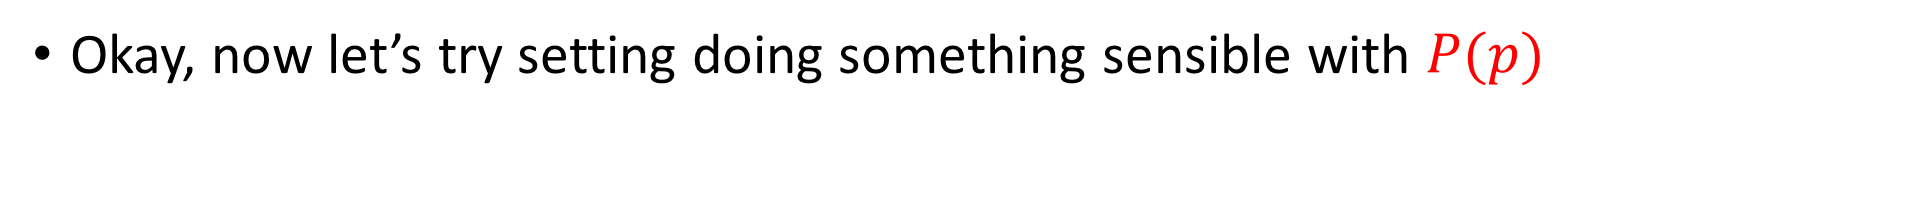 • Okay, now let’s try setting doing something sensible with P(p)